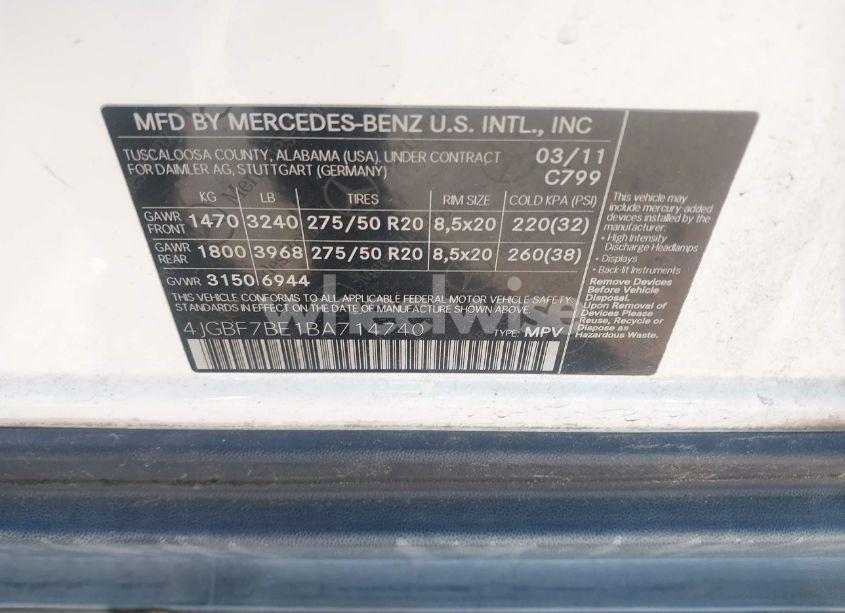 MFD BY MERCEDES-BENZ U.S. INTL., INC
TUSCALOOSA COUNTY, ALABAMA (USA). UNDER CONTRACT
FOR DAIMLER AG, STUTTGART (GERMANY)
03/11
C799
KG LB TIRES RIM SIZE COLD KPA (PSI)
GAWR FRONT 1470 3240 275/50 R20 8,5x20 220(32)
GAWR REAR 1800 3968 275/50 R20 8,5x20 260(38)
GVWR 3150 6944
THIS VEHICLE CONFORMS TO ALL APPLICABLE FEDERAL MOTOR VEHICLE SAFETY
STANDARDS IN EFFECT ON THE DATE OF MANUFACTURE SHOWN ABOVE.
4JGBF7BE1BA714740 TYPE: MPV
This vehicle may
include mercury-added
devices installed by the
manufacturer:
• High Intensity
Discharge Headlamps
• Displays
• Back-lit Instruments
Remove Devices
Before Vehicle
Disposal.
Upon Removal of
Devices Please
Reuse, Recycle or
Dispose as
Hazardous Waste.
wheelwise